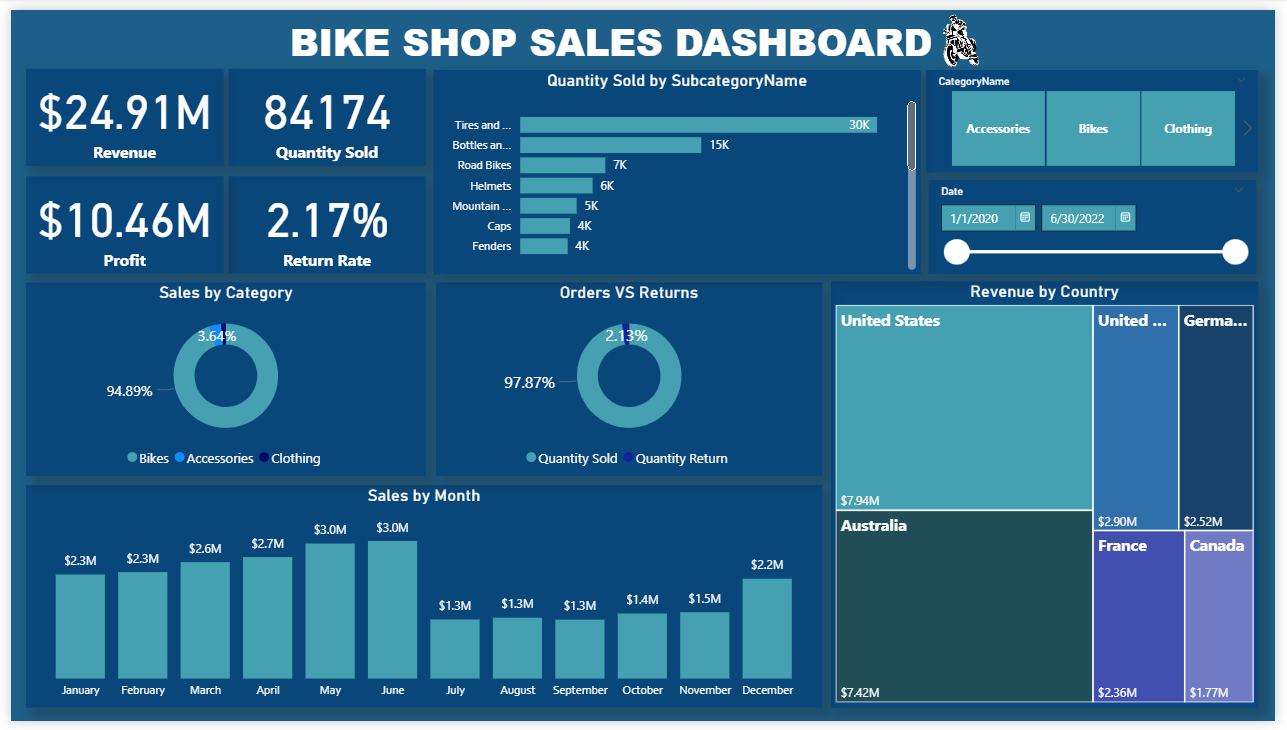 BIKE SHOP SALES DASHBOARD
$24.91M
Revenue
84174
Quantity Sold
$10.46M
Profit
2.17%
Return Rate
Quantity Sold by SubcategoryName
Tires and ... 30K
Bottles an... 15K
Road Bikes 7K
Helmets 6K
Mountain ... 5K
Caps 4K
Fenders 4K
CategoryName
Accessories Bikes Clothing
Date
1/1/2020 6/30/2022
Sales by Category
3.64%
94.89%
Bikes Accessories Clothing
Orders VS Returns
2.13%
97.87%
Quantity Sold Quantity Return
Revenue by Country
United States
$7.94M
Australia
$7.42M
United ...
$2.90M
Germa...
$2.52M
France
$2.36M
Canada
$1.77M
Sales by Month
$2.3M $2.3M $2.6M $2.7M $3.0M $3.0M $1.3M $1.3M $1.3M $1.4M $1.5M $2.2M
January February March April May June July August September October November December